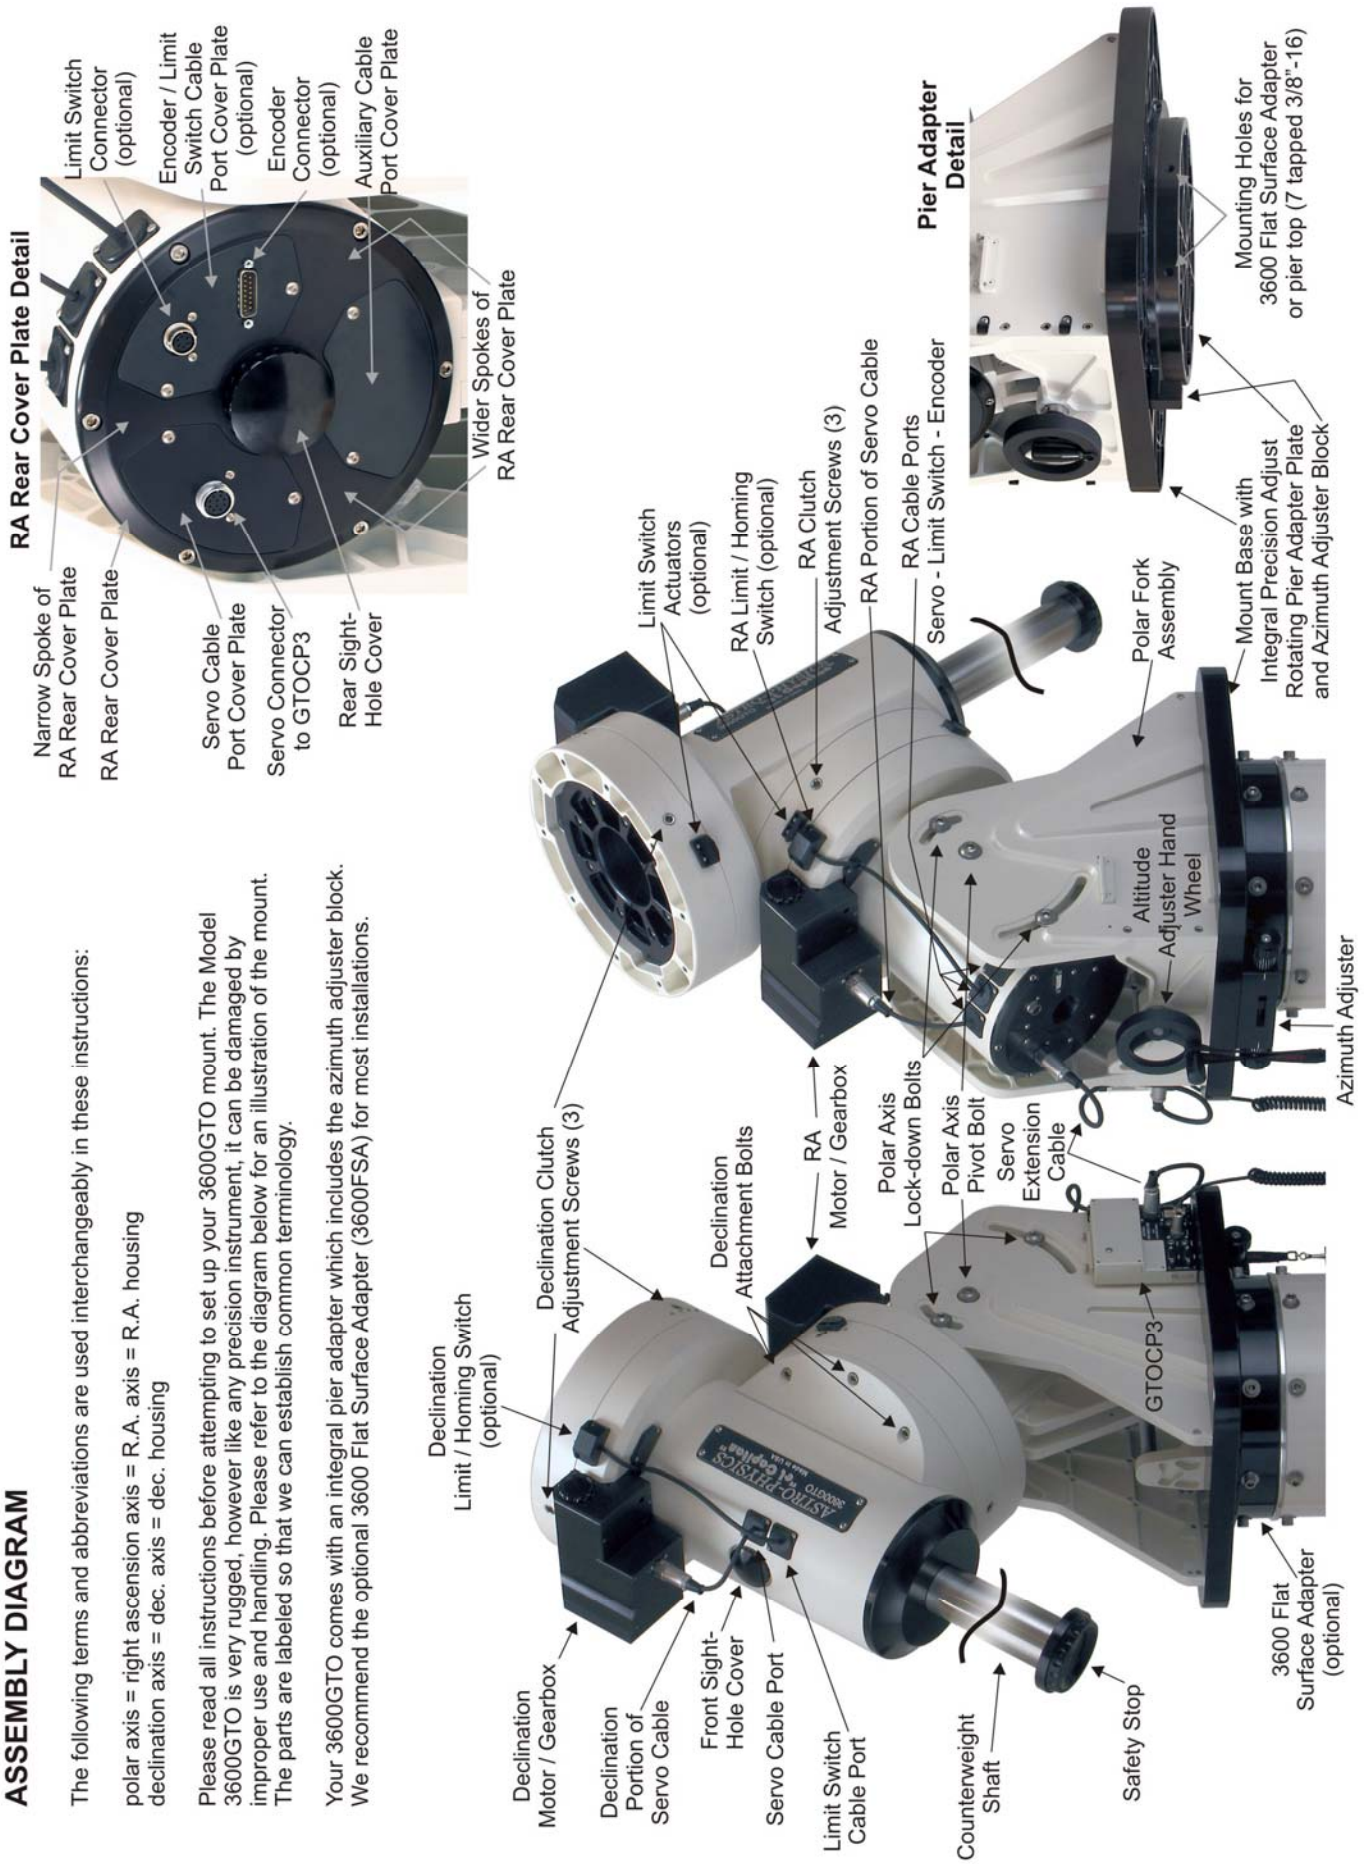 ASSEMBLY DIAGRAM
The following terms and abbreviations are used interchangeably in these instructions:
polar axis = right ascension axis = R.A. axis = R.A. housing
declination axis = dec. axis = dec. housing
Please read all instructions before attempting to set up your 3600GTO mount. The Model
3600GTO is very rugged, however like any precision instrument, it can be damaged by
improper use and handling. Please refer to the diagram below for an illustration of the mount.
The parts are labeled so that we can establish common terminology.
Your 3600GTO comes with an integral pier adapter which includes the azimuth adjuster block.
We recommend the optional 3600 Flat Surface Adapter (3600FSA) for most installations.
RA Rear Cover Plate Detail
Narrow Spoke of
RA Rear Cover Plate
RA Rear Cover Plate
Servo Cable
Port Cover Plate
Servo Connector
to GTOCP3
Rear Sight-
Hole Cover
Limit Switch
Connector
(optional)
Encoder / Limit
Switch Cable
Port Cover Plate
(optional)
Encoder
Connector
(optional)
Auxiliary Cable
Port Cover Plate
Wider Spokes of
RA Rear Cover Plate
Declination
Limit / Homing Switch
(optional)
Declination Clutch
Adjustment Screws (3)
Declination
Motor / Gearbox
Declination
Portion of
Servo Cable
Front Sight-
Hole Cover
Servo Cable Port
Limit Switch
Cable Port
Counterweight
Shaft
Safety Stop
ASTRO-PHYSICS
3600GTO
"el Capitan"™
Made in USA
Declination
Attachment Bolts
RA
Motor / Gearbox
Polar Axis
Lock-down Bolts
Polar Axis
Pivot Bolt
Servo
Extension
Cable
GTOCP3
3600 Flat
Surface Adapter
(optional)
Limit Switch
Actuators
(optional)
RA Limit / Homing
Switch (optional)
RA Clutch
Adjustment Screws (3)
RA Portion of Servo Cable
RA Cable Ports
Servo - Limit Switch - Encoder
Polar Fork
Assembly
Altitude
Adjuster Hand
Wheel
Azimuth Adjuster
Mount Base with
Integral Precision Adjust
Rotating Pier Adapter Plate
and Azimuth Adjuster Block
Pier Adapter
Detail
Mounting Holes for
3600 Flat Surface Adapter
or pier top (7 tapped 3/8"-16)